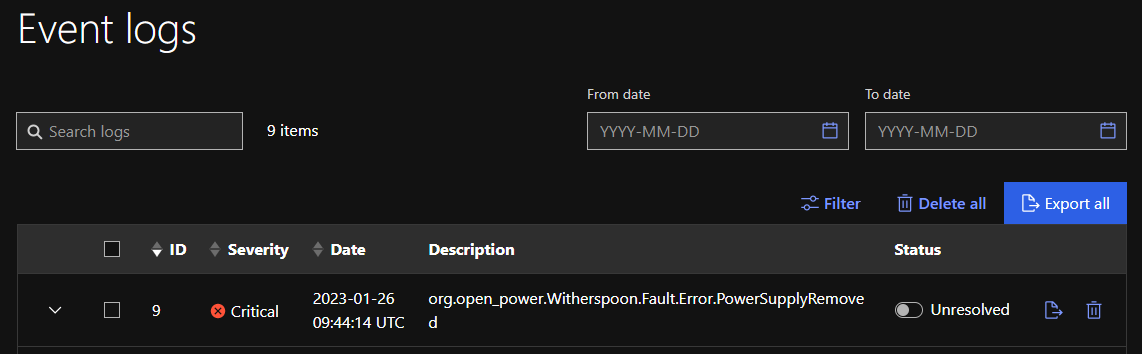 Event logs
From date
To date
Search logs
9 items
YYYY-MM-DD
YYYY-MM-DD
Filter
Delete all
Export all
ID Severity Date Description Status
9 Critical 2023-01-26 org.open_power.Witherspoon.Fault.Error.PowerSupplyRemove Unresolved
09:44:14 UTC d